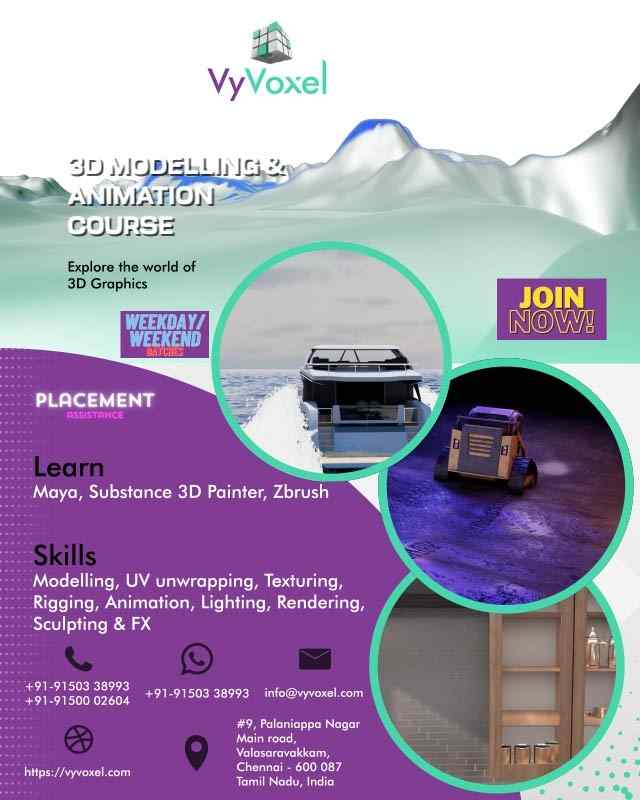 VyVoxel
3D MODELLING &
ANIMATION
COURSE
Explore the world of
3D Graphics
JOIN
NOW!
WEEKDAY/
WEEKEND
BATCHES
PLACEMENT
ASSISTANCE
Learn
Maya, Substance 3D Painter, Zbrush
Skills
Modelling, UV unwrapping, Texturing,
Rigging, Animation, Lighting, Rendering,
Sculpting & FX
+91-91503 38993
+91-91500 02604
+91-91503 38993
info@vyvoxel.com
https://vyvoxel.com
#9, Palaniappa Nagar
Main road,
Valasaravakkam,
Chennai - 600 087
Tamil Nadu, India